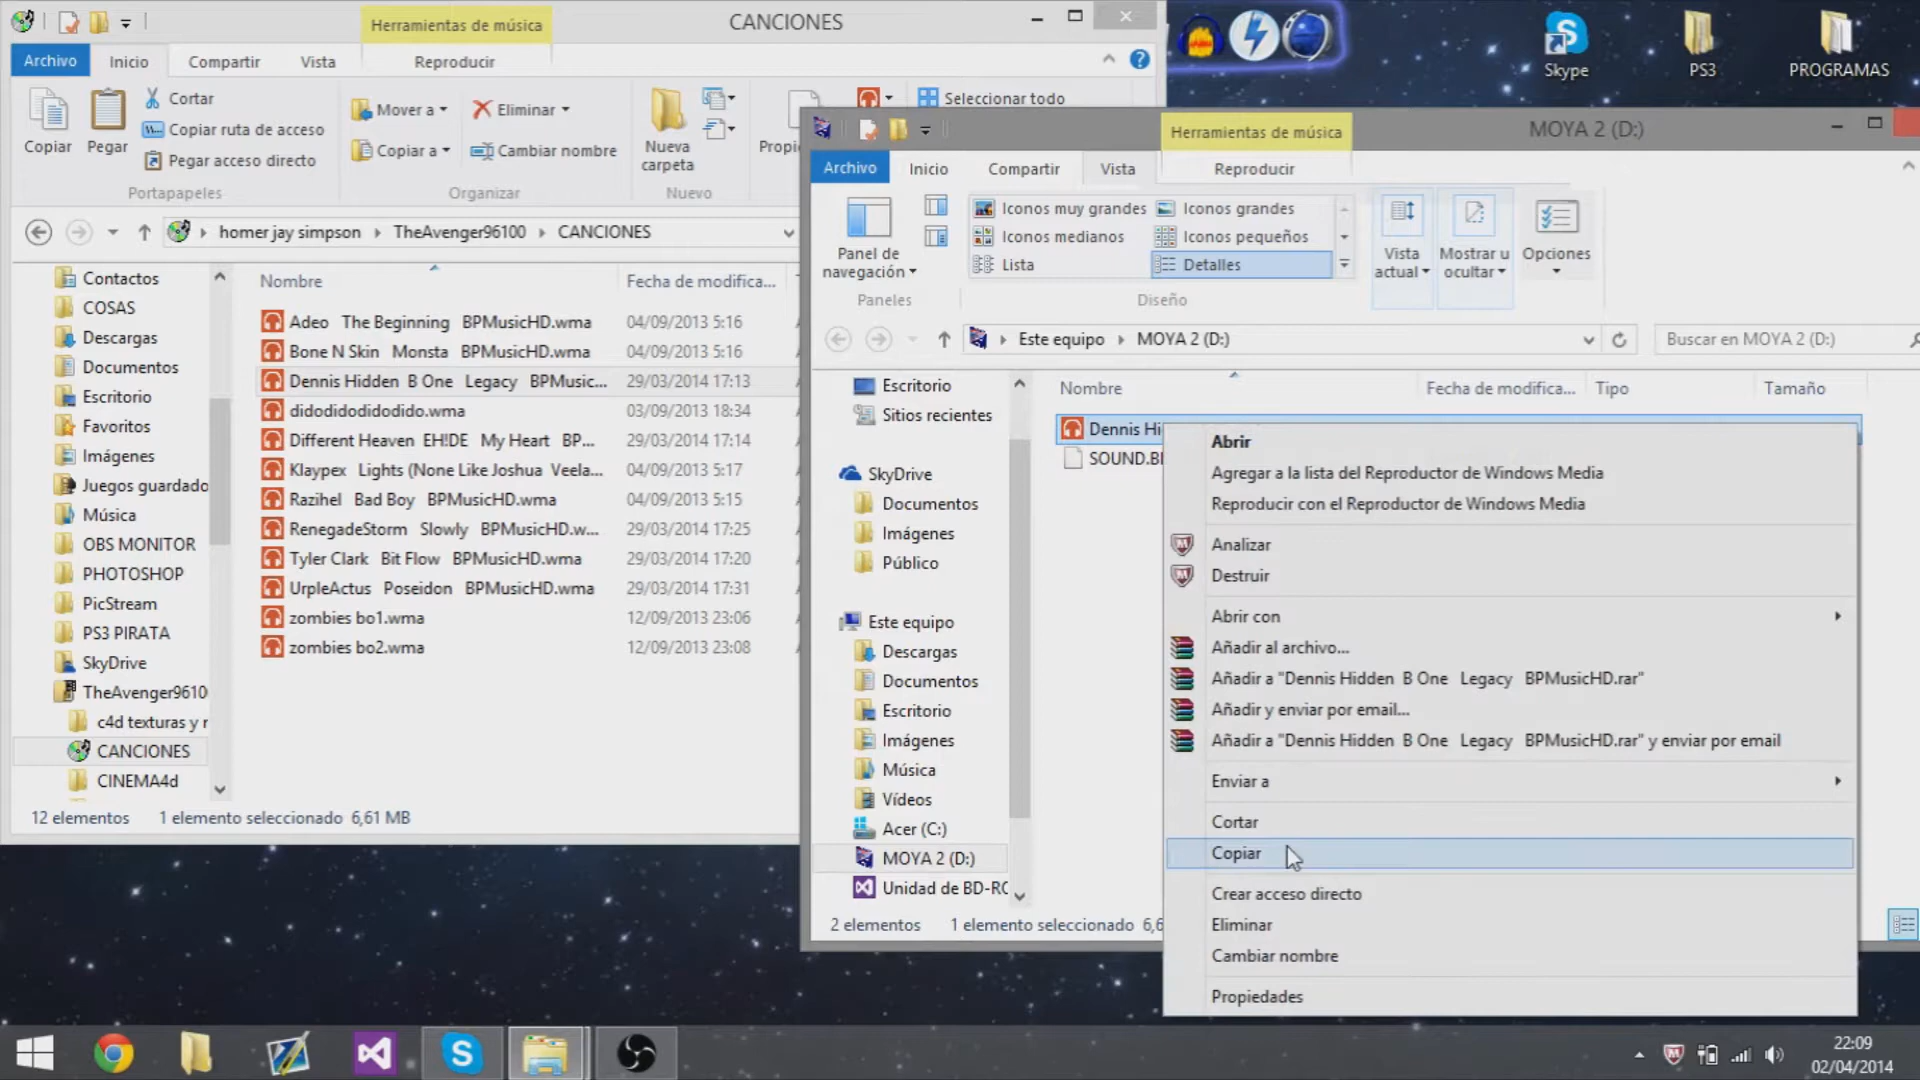 Herramientas de música
CANCIONES
Archivo
Inicio
Compartir
Vista
Reproducir
Copiar
Pegar
Cortar
Copiar ruta de acceso
Pegar acceso directo
Portapapeles
Mover a
Copiar a
Eliminar
Cambiar nombre
Organizar
Nueva
carpeta
Nuevo
Propi
Seleccionar todo
homer jay simpson
TheAvenger96100
CANCIONES
Contactos
COSAS
Descargas
Documentos
Escritorio
Favoritos
Imágenes
Juegos guardado
Música
OBS MONITOR
PHOTOSHOP
PicStream
PS3 PIRATA
SkyDrive
TheAvenger9610
c4d texturas y r
CANCIONES
CINEMA4d
Nombre
Fecha de modifica...
Adeo The Beginning BPMusicHD.wma 04/09/2013 5:16
Bone N Skin Monsta BPMusicHD.wma 04/09/2013 5:16
Dennis Hidden B One Legacy BPMusic... 29/03/2014 17:13
didodidodidodido.wma 03/09/2013 18:34
Different Heaven EH!DE My Heart BP... 29/03/2014 17:14
Klaypex Lights (None Like Joshua Veela... 04/09/2013 5:17
Razihel Bad Boy BPMusicHD.wma 04/09/2013 5:15
RenegadeStorm Slowly BPMusicHD.w... 29/03/2014 17:25
Tyler Clark Bit Flow BPMusicHD.wma 29/03/2014 17:20
UrpleActus Poseidon BPMusicHD.wma 29/03/2014 17:31
zombies bo1.wma 12/09/2013 23:06
zombies bo2.wma 12/09/2013 23:08
12 elementos 1 elemento seleccionado 6,61 MB
Skype
PS3
PROGRAMAS
Herramientas de música
MOYA 2 (D:)
Archivo
Inicio
Compartir
Vista
Reproducir
Panel de
navegación
Paneles
Iconos muy grandes
Iconos grandes
Iconos medianos
Iconos pequeños
Lista
Detalles
Diseño
Vista
actual
Mostrar u
ocultar
Opciones
Este equipo
MOYA 2 (D:)
Buscar en MOYA 2 (D:)
Escritorio
Sitios recientes
SkyDrive
Documentos
Imágenes
Público
Este equipo
Descargas
Documentos
Escritorio
Imágenes
Música
Vídeos
Acer (C:)
MOYA 2 (D:)
Unidad de BD-RO
Nombre
Fecha de modifica...
Tipo
Tamaño
Dennis Hi
SOUND.BI
2 elementos 1 elemento seleccionado 6,6
Abrir
Agregar a la lista del Reproductor de Windows Media
Reproducir con el Reproductor de Windows Media
Analizar
Destruir
Abrir con
Añadir al archivo...
Añadir a "Dennis Hidden B One Legacy BPMusicHD.rar"
Añadir y enviar por email...
Añadir a "Dennis Hidden B One Legacy BPMusicHD.rar" y enviar por email
Enviar a
Cortar
Copiar
Crear acceso directo
Eliminar
Cambiar nombre
Propiedades
22:09
02/04/2014